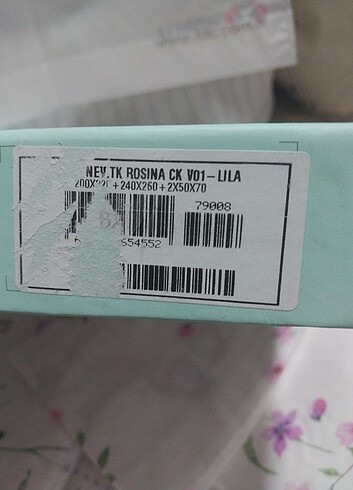 NEV.TK ROSINA CK V01-LILA
+240X260+2X50X70
79008
654552